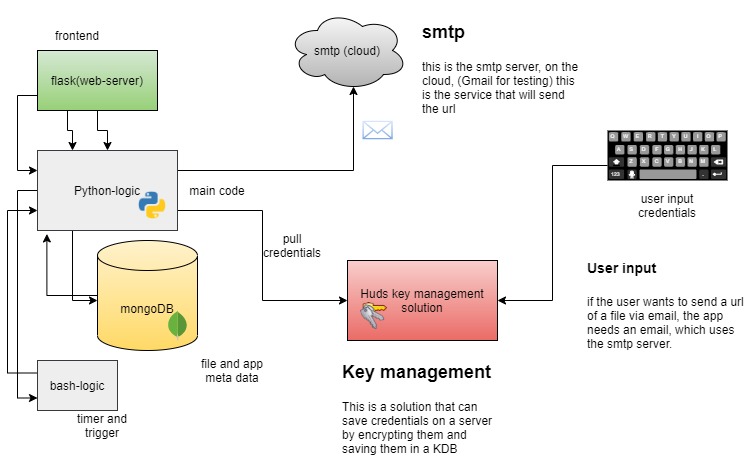 frontend
flask(web-server)
smtp (cloud)
smtp
this is the smtp server, on the
cloud, (Gmail for testing) this
is the service that will send
the url
Python-logic
main code
Q W E R T Y U I O P
A S D F G H J K L
Z X C V B N M
123
user input
credentials
pull
credentials
mongoDB
file and app
meta data
Huds key management
solution
User input
if the user wants to send a url
of a file via email, the app
needs an email, which uses
the smtp server.
bash-logic
timer and
trigger
Key management
This is a solution that can
save credentials on a server
by encrypting them and
saving them in a KDB